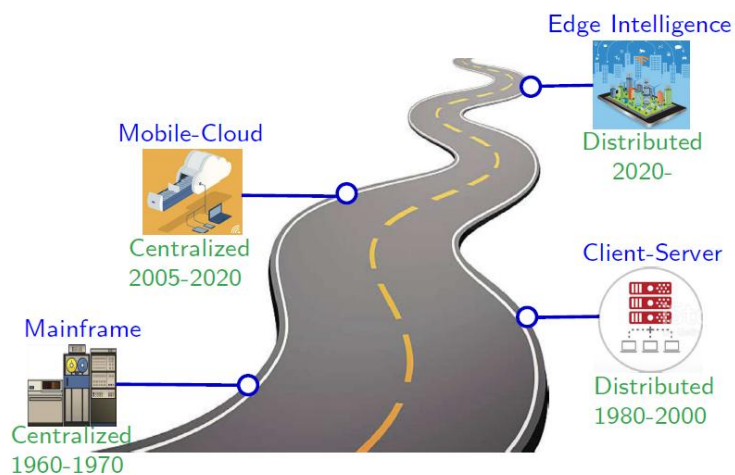 Edge Intelligence
Distributed
2020-
Mobile-Cloud
Centralized
2005-2020
Client-Server
Distributed
1980-2000
Mainframe
Centralized
1960-1970